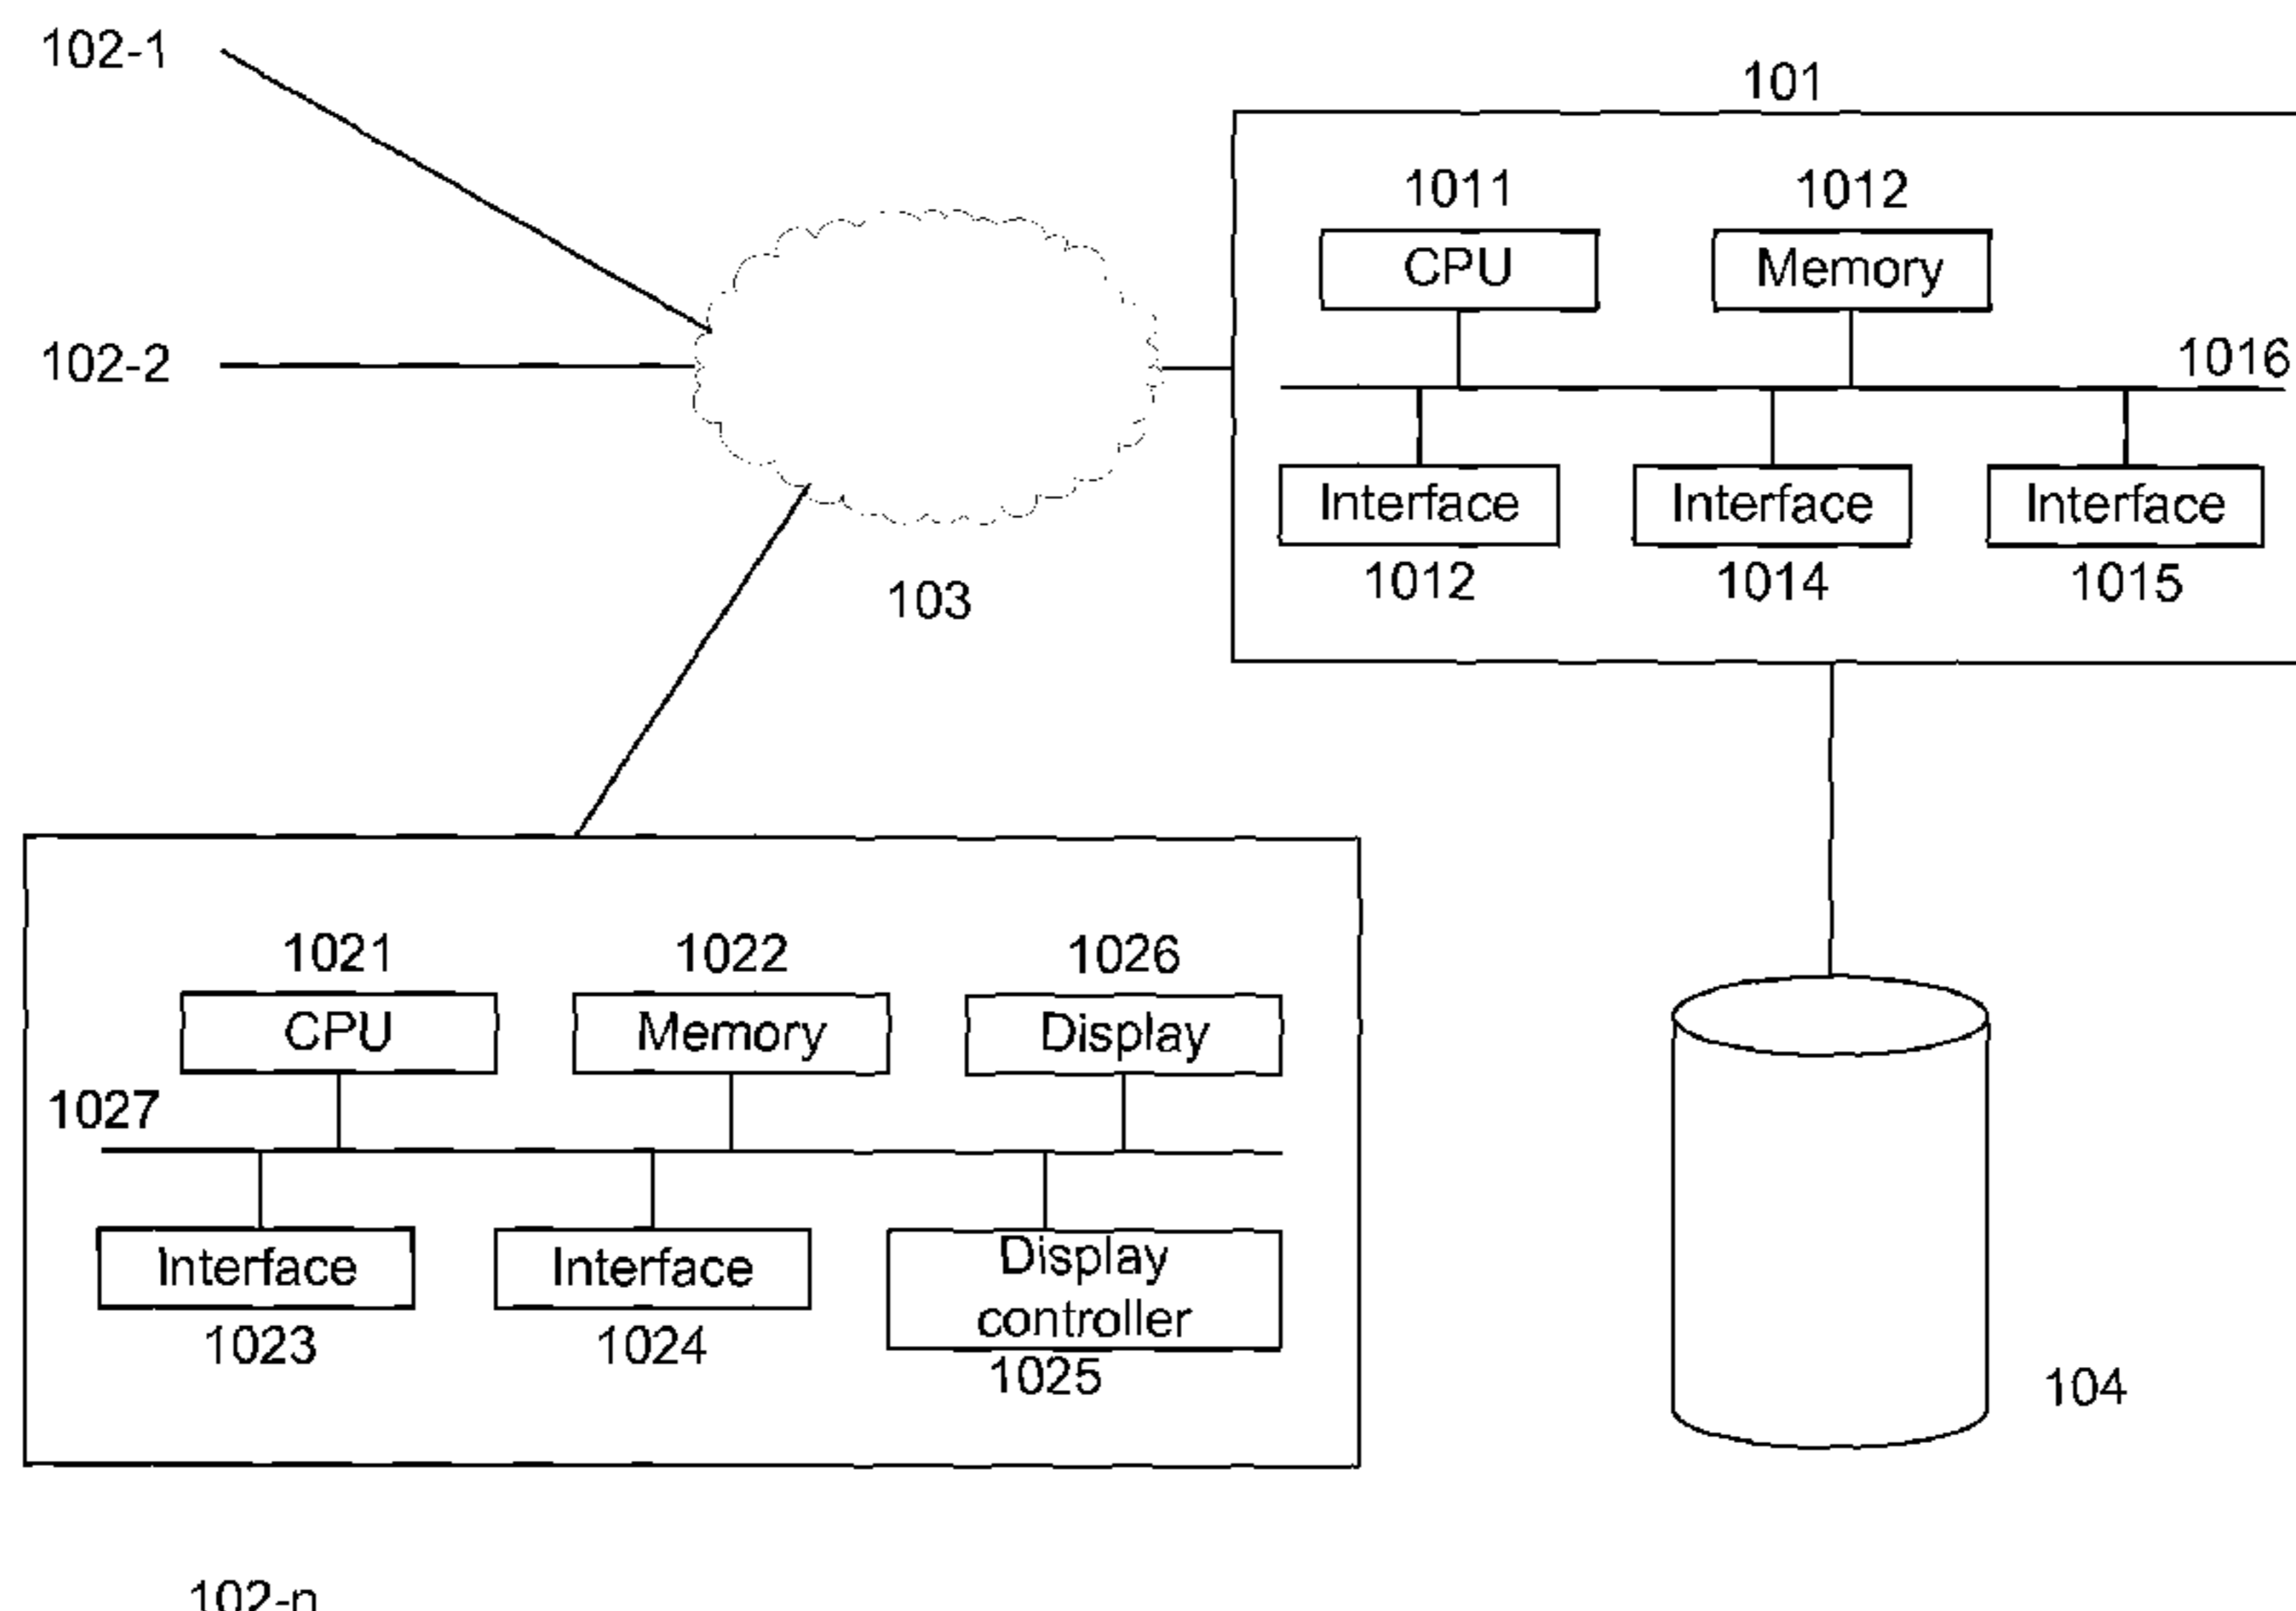 102-1
101
1011
1012
CPU
Memory
102-2
1016
Interface
Interface
Interface
1012
1014
1015
103
1021
1022
1026
CPU
Memory
Display
1027
Interface
Interface
Display
controller
1023
1024
1025
104
102-n